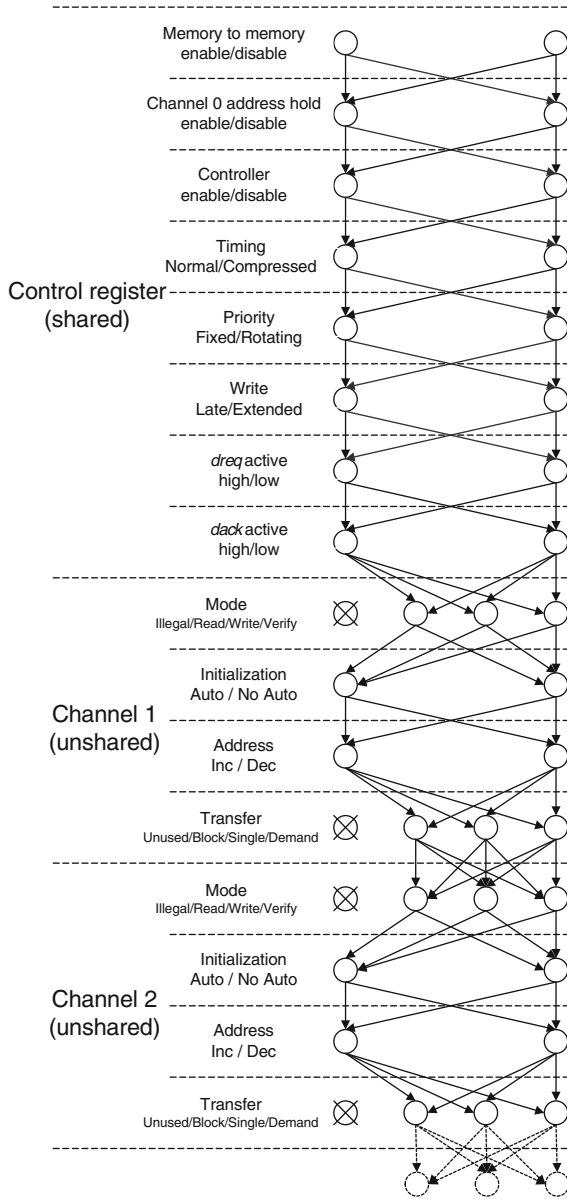 Memory to memory
enable/disable
Channel 0 address hold
enable/disable
Controller
enable/disable
Timing
Normal/Compressed
Control register
(shared)
Priority
Fixed/Rotating
Write
Late/Extended
dreq active
high/low
dack active
high/low
Mode
Illegal/Read/Write/Verify
Initialization
Auto / No Auto
Channel 1
(unshared)
Address
Inc / Dec
Transfer
Unused/Block/Single/Demand
Mode
Illegal/Read/Write/Verify
Initialization
Auto / No Auto
Channel 2
(unshared)
Address
Inc / Dec
Transfer
Unused/Block/Single/Demand